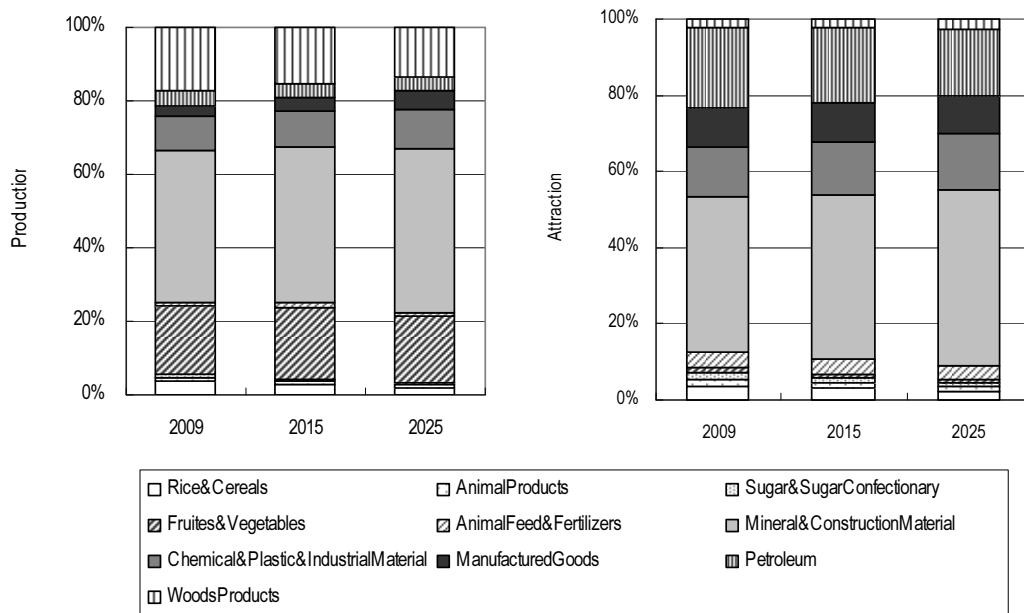 100%
80%
60%
40%
20%
0%
Production
2009 2015 2025
100%
80%
60%
40%
20%
0%
Attraction
2009 2015 2025
Rice&Cereals AnimalProducts Sugar&SugarConfectionary
Fruites&Vegetables AnimalFeed&Fertilizers Mineral&ConstructionMaterial
Chemical&Plastic&IndustrialMaterial ManufacturedGoods Petroleum
WoodsProducts